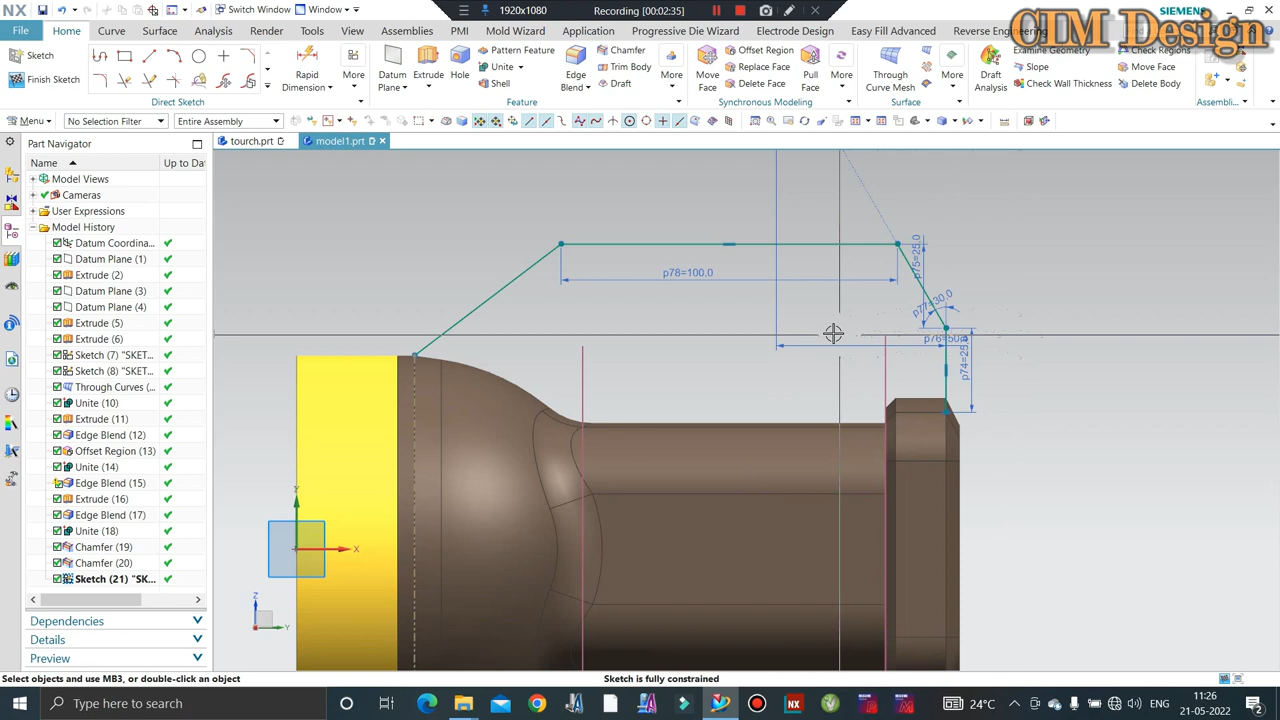 NX
Switch Window
Window
1920x1080
Recording [00:02:35]
SIEMENS
CIM Design
File
Home
Curve
Surface
Analysis
Render
Tools
View
Assemblies
PMI
Mold Wizard
Application
Progressive Die Wizard
Electrode Design
Easy Fill Advanced
Reverse Engineering
Sketch
Finish Sketch
Rapid
Dimension
More
Direct Sketch
Datum
Plane
Extrude
Hole
Pattern Feature
Unite
Shell
Edge
Blend
Chamfer
Trim Body
Draft
More
Feature
Move
Face
Offset Region
Replace Face
Delete Face
Pull
Face
More
Synchronous Modeling
Through
Curve Mesh
More
Surface
Draft
Analysis
Examine Geometry
Slope
Check Wall Thickness
Check Regions
Move Face
Delete Body
Assembli...
Menu
No Selection Filter
Entire Assembly
Part Navigator
tourch.prt
model1.prt
Name
Up to Da
Model Views
Cameras
User Expressions
Model History
Datum Coordina...
Datum Plane (1)
Extrude (2)
Datum Plane (3)
Datum Plane (4)
Extrude (5)
Extrude (6)
Sketch (7) "SKET...
Sketch (8) "SKET...
Through Curves (...
Unite (10)
Extrude (11)
Edge Blend (12)
Offset Region (13)
Unite (14)
Edge Blend (15)
Extrude (16)
Edge Blend (17)
Unite (18)
Chamfer (19)
Chamfer (20)
Sketch (21) "SK...
Dependencies
Details
Preview
p78=100.0
p75=25.0
p77=30.0
p76=50.0
p74=25.0
Y
X
Z
Y
Select objects and use MB3, or double-click an object
Sketch is fully constrained
Type here to search
24°C
ENG
11:26
21-05-2022